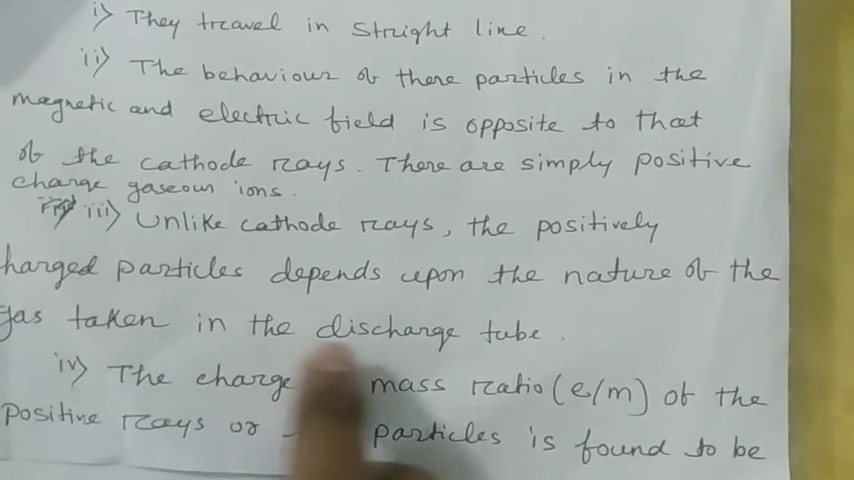 i) They travel in Stright line.
ii) The behaviour of there particles in the
magnetic and electric field is opposite to that
of the cathode rays. There are simply positive
charge gaseous ions.
iii) Unlike cathode rays, the positively
harged particles depends upon the nature of the
gas taken in the discharge tube.
iv) The charge mass ratio (e/m) of the
positive rays or particles is found to be